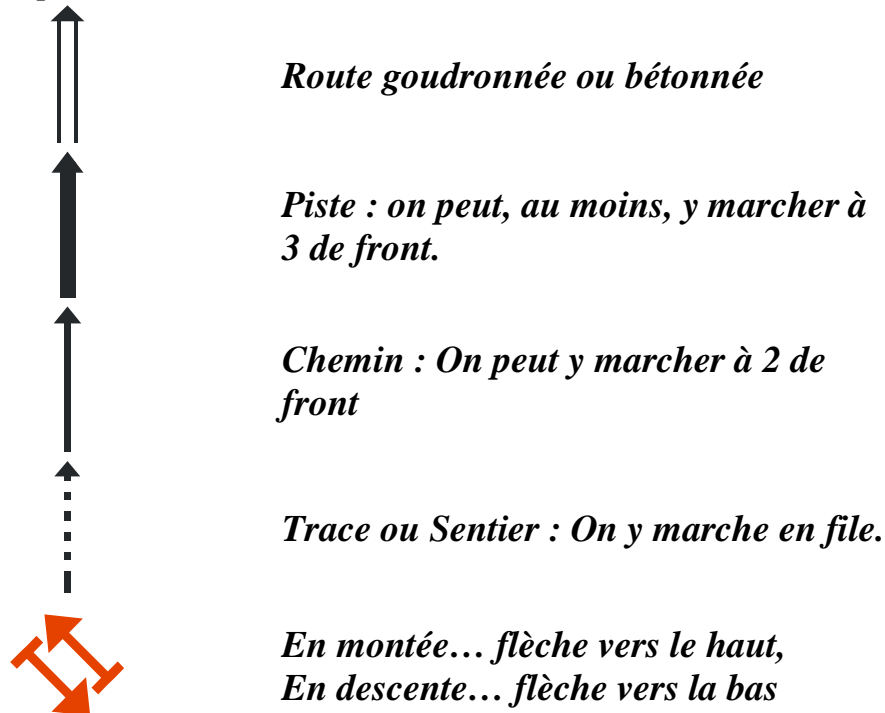 Route goudronnée ou bétonnée
Piste : on peut, au moins, y marcher à
3 de front.
Chemin : On peut y marcher à 2 de
front
Trace ou Sentier : On y marche en file.
En montée… flèche vers le haut,
En descente… flèche vers la bas